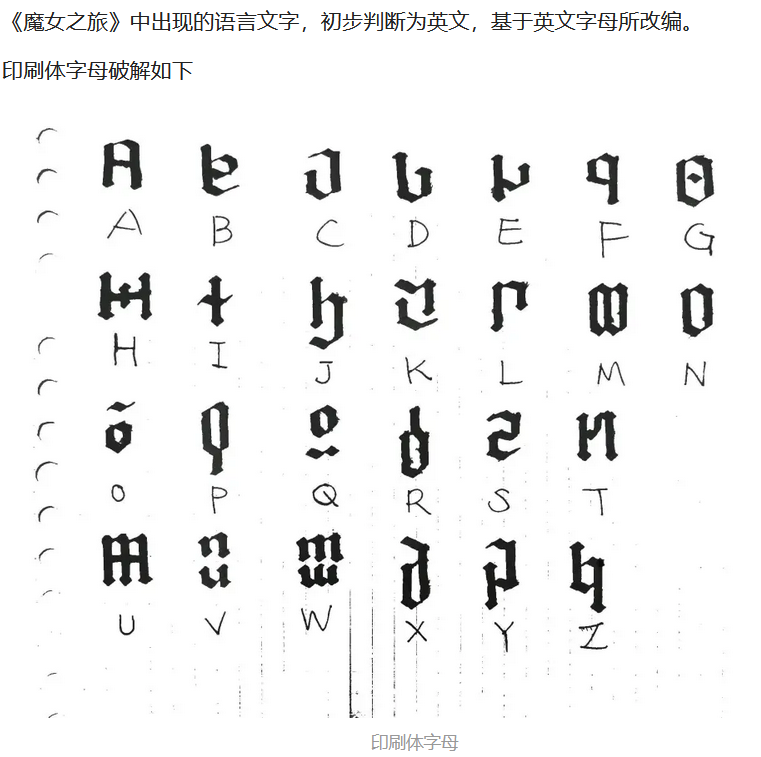 《魔女之旅》中出现的语言文字，初步判断为英文，基于英文字母所改编。
印刷体字母破解如下
A B C D E F G
H I J K L M N
O P Q R S T
U V W X Y Z
印刷体字母